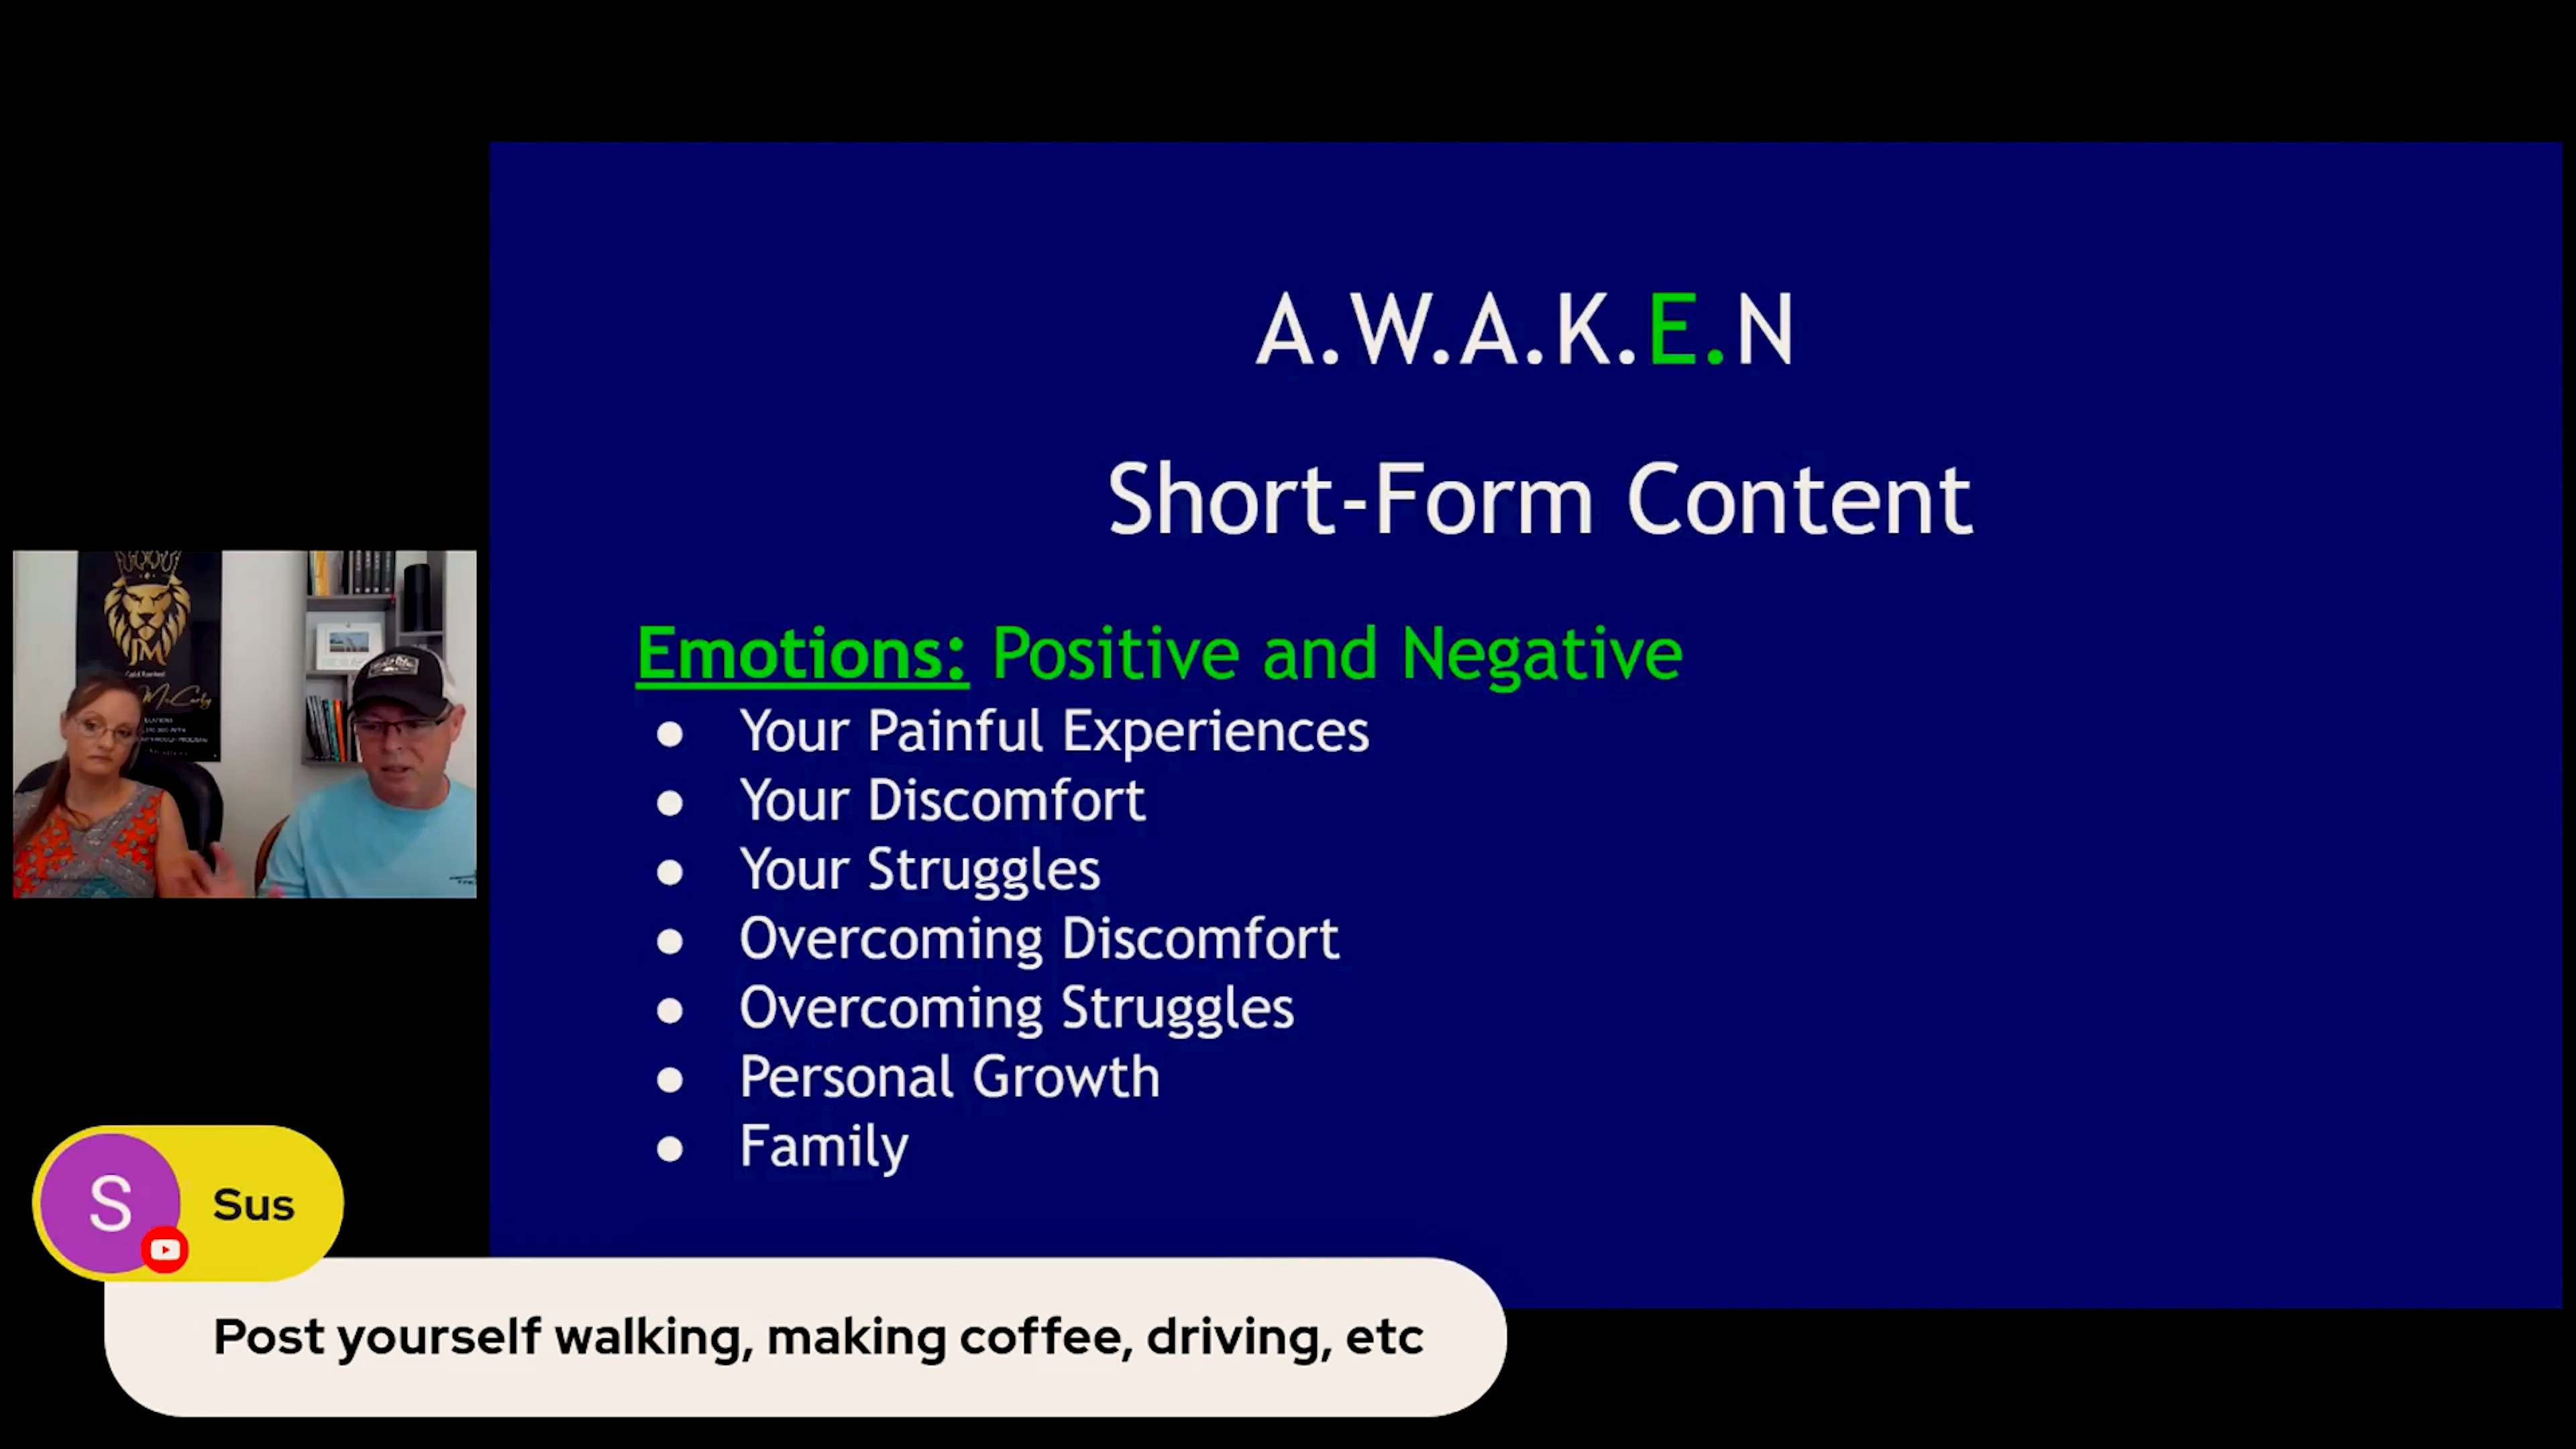 A.W.A.K.E.N
Short-Form Content
Emotions: Positive and Negative
● Your Painful Experiences
● Your Discomfort
● Your Struggles
● Overcoming Discomfort
● Overcoming Struggles
● Personal Growth
● Family
JM
S
Sus
Post yourself walking, making coffee, driving, etc